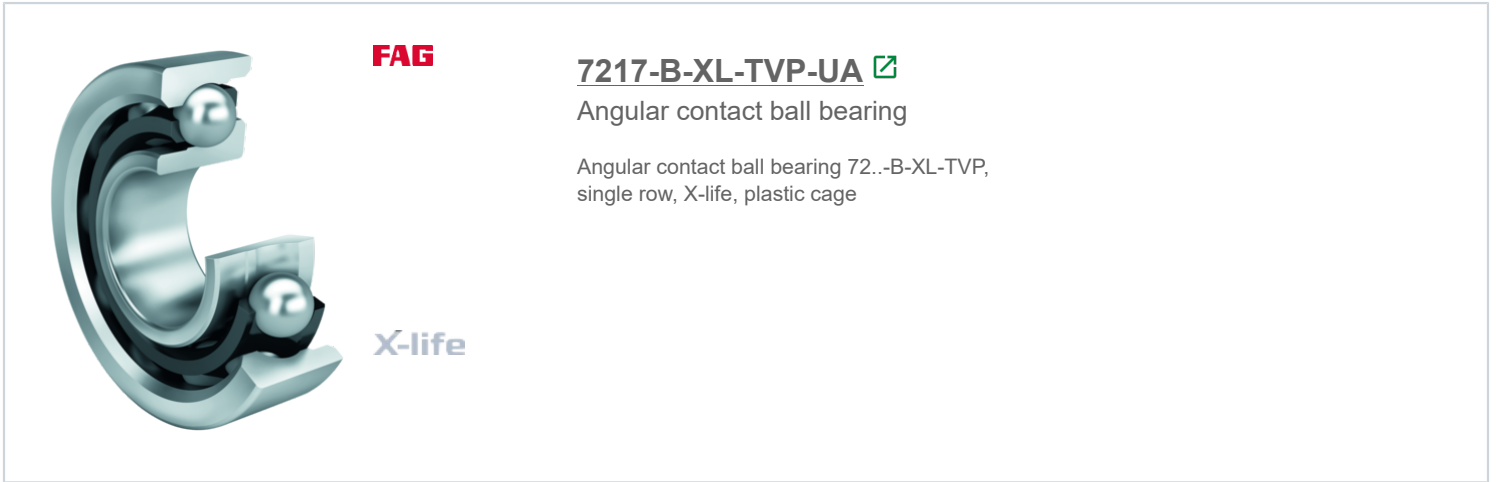 FAG
7217-B-XL-TVP-UA
Angular contact ball bearing
Angular contact ball bearing 72..-B-XL-TVP,
single row, X-life, plastic cage
X-life